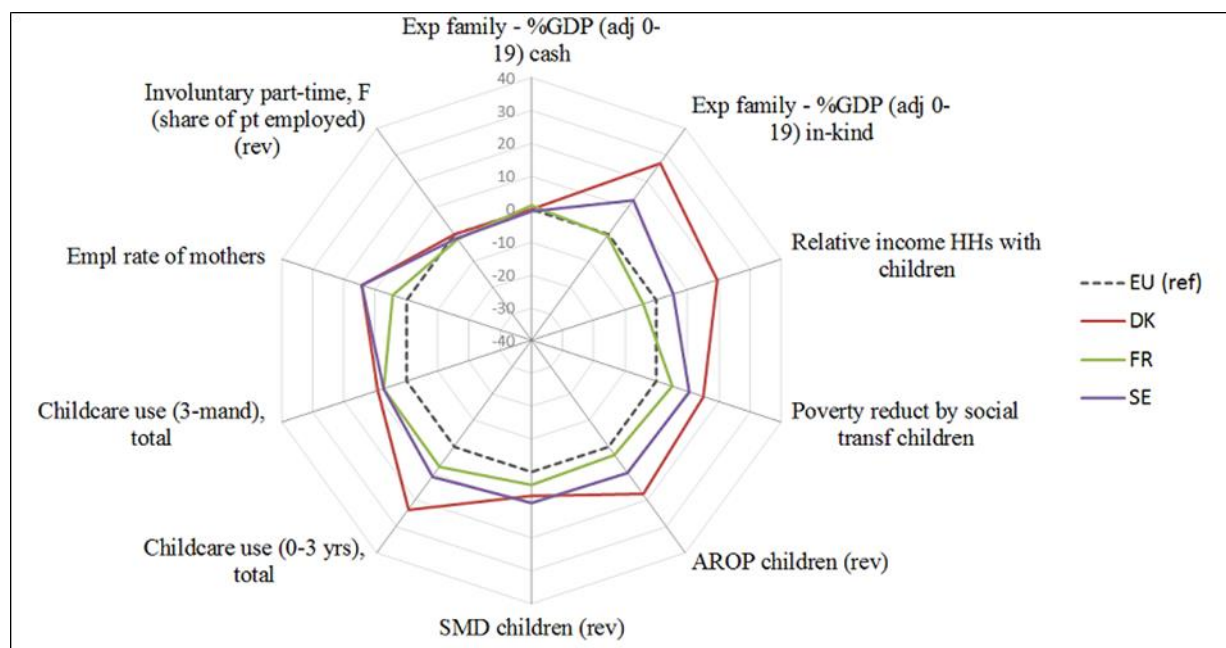 Exp family - %GDP (adj 0-
19) cash
Involuntary part-time, F
(share of pt employed)
(rev)
Exp family - %GDP (adj 0-
19) in-kind
40
30
20
10
0
-10
-20
-30
-40
Empl rate of mothers
Relative income HHs with
children
EU (ref)
DK
FR
SE
Childcare use (3-mand),
total
Poverty reduct by social
transf children
Childcare use (0-3 yrs),
total
AROP children (rev)
SMD children (rev)